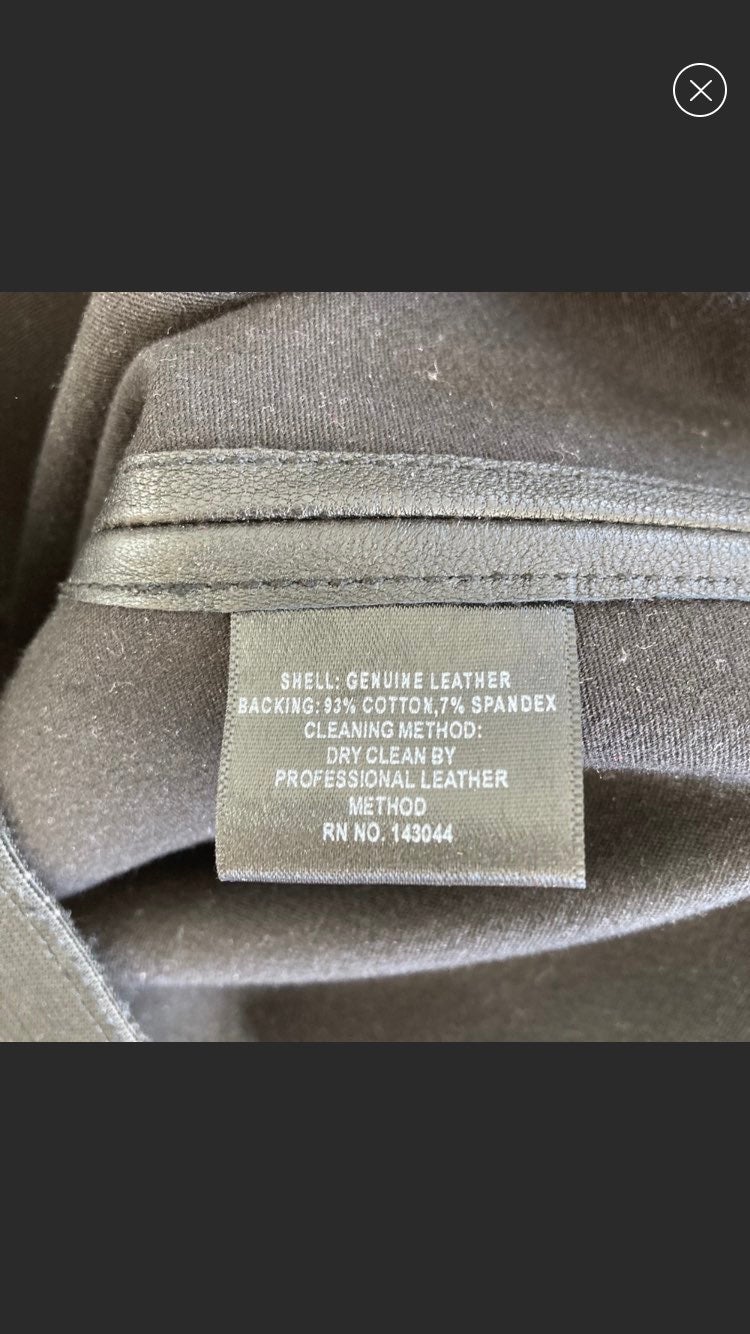 SHELL: GENUINE LEATHER
BACKING: 93% COTTON,7% SPANDEX
CLEANING METHOD:
DRY CLEAN BY
PROFESSIONAL LEATHER
METHOD
RN NO. 143044